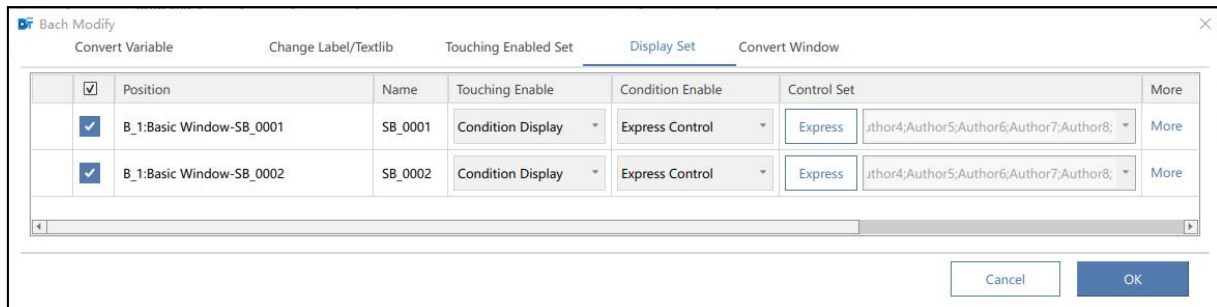 DT Bach Modify
Convert Variable Change Label/Textlib Touching Enabled Set Display Set Convert Window
Position Name Touching Enable Condition Enable Control Set More
B_1:Basic Window-SB_0001 SB_0001 Condition Display Express Control Express uthor4;Author5;Author6;Author7;Author8; More
B_1:Basic Window-SB_0002 SB_0002 Condition Display Express Control Express uthor4;Author5;Author6;Author7;Author8; More
Cancel OK